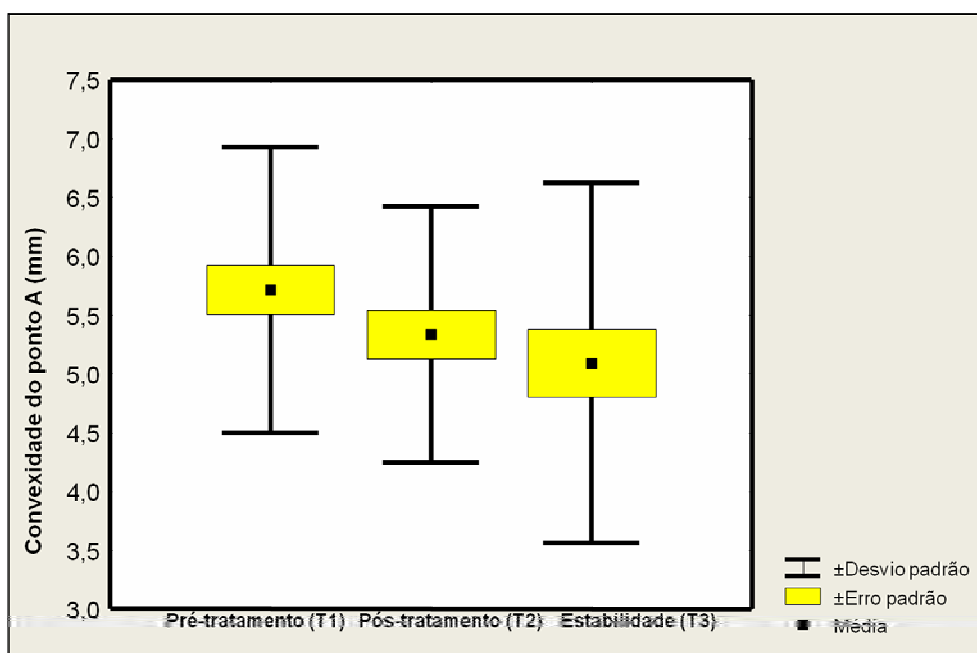 7,5
7,0
6,5
6,0
5,5
5,0
4,5
4,0
3,5
3,0
Convexidade do ponto A (mm)
Pré-tratamento (T1) Pós-tratamento (T2) Estabilidade (T3)
±Desvio padrão
±Erro padrão
Média